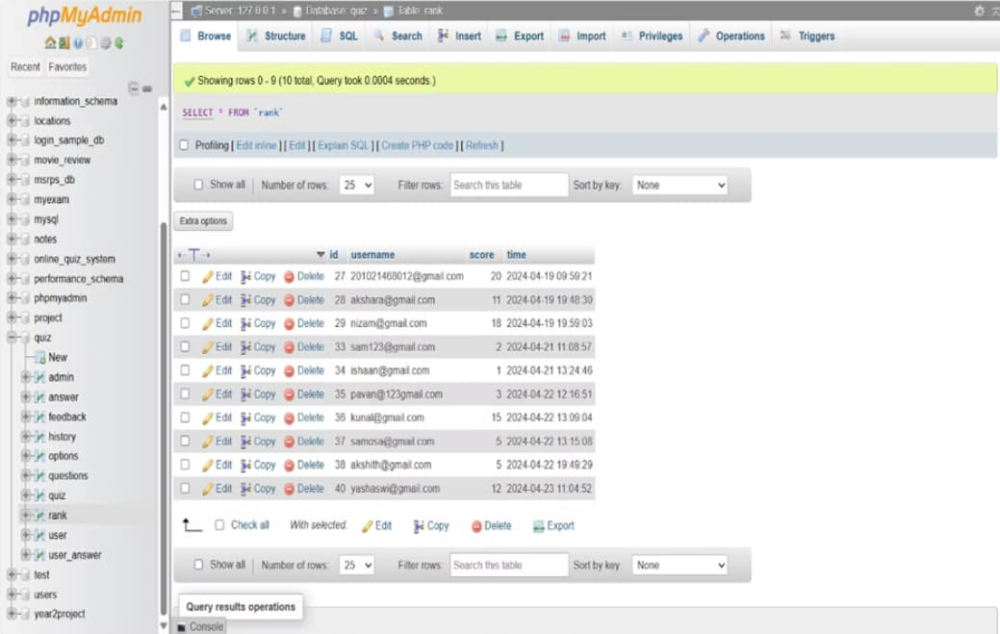 phpMyAdmin
Recent Favorites
information_schema
locations
login_sample_db
movie_review
msrps_db
myexam
mysql
notes
online_quiz_system
performance_schema
phpmyadmin
project
quiz
New
admin
answer
feedback
history
options
questions
quiz
rank
user
user_answer
test
users
year2project
Server: 127.0.0.1 » Database: quiz » Table: rank
Browse Structure SQL Search Insert Export Import Privileges Operations Triggers
Showing rows 0 - 9 (10 total, Query took 0.0004 seconds.)
SELECT * FROM `rank`
Profiling [ Edit inline ] [ Edit ] [ Explain SQL ] [ Create PHP code ] [ Refresh ]
Show all Number of rows: 25 Filter rows: Search this table Sort by key: None
Extra options
id username score time
Edit Copy Delete 27 201021468012@gmail.com 20 2024-04-19 09:59:21
Edit Copy Delete 28 akshara@gmail.com 11 2024-04-19 19:48:30
Edit Copy Delete 29 nizam@gmail.com 18 2024-04-19 19:59:03
Edit Copy Delete 33 sam123@gmail.com 2 2024-04-21 11:08:57
Edit Copy Delete 34 ishaan@gmail.com 1 2024-04-21 13:24:46
Edit Copy Delete 35 pavan@123gmail.com 3 2024-04-22 12:16:51
Edit Copy Delete 36 kunal@gmail.com 15 2024-04-22 13:09:04
Edit Copy Delete 37 samosa@gmail.com 5 2024-04-22 13:15:08
Edit Copy Delete 38 akshith@gmail.com 5 2024-04-22 19:49:29
Edit Copy Delete 40 yashaswi@gmail.com 12 2024-04-23 11:04:52
Check all With selected: Edit Copy Delete Export
Show all Number of rows: 25 Filter rows: Search this table Sort by key: None
Query results operations
Console